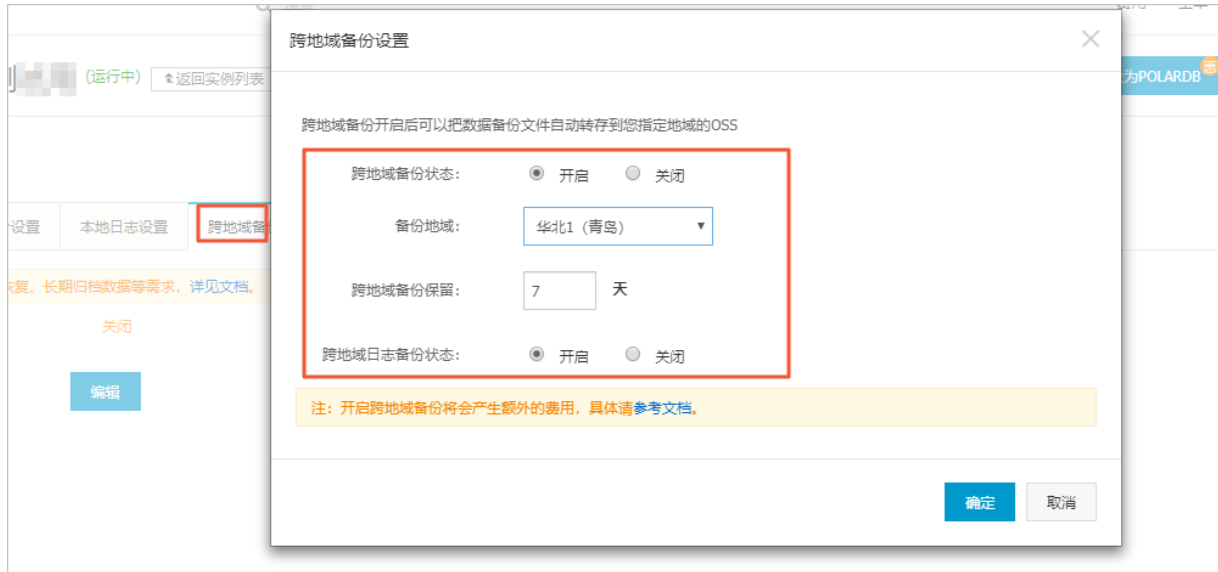 跨地域备份设置
(运行中) 返回实例列表
为POLARDB 惠
跨地域备份开启后可以把数据备份文件自动转存到您指定地域的OSS
跨地域备份状态: 开启 关闭
设置 本地日志设置 跨地域备
备份地域: 华北1 (青岛)
恢复、长期归档数据等需求, 详见文档。
跨地域备份保留: 7 天
关闭
跨地域日志备份状态: 开启 关闭
编辑
注: 开启跨地域备份将会产生额外的费用, 具体请参考文档。
确定 取消